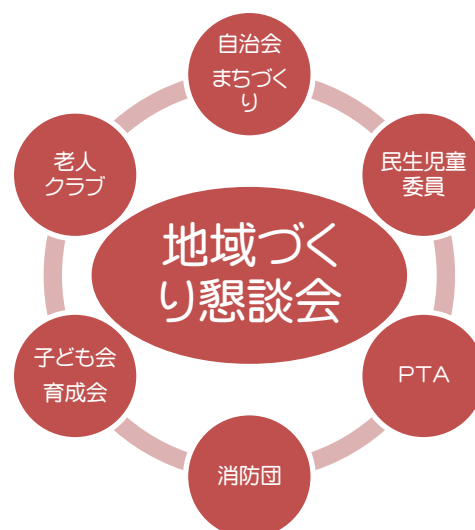 自治会
まちづく
り
民生児童
委員
PTA
消防団
子ども会
育成会
老人
クラブ
地域づく
り懇談会